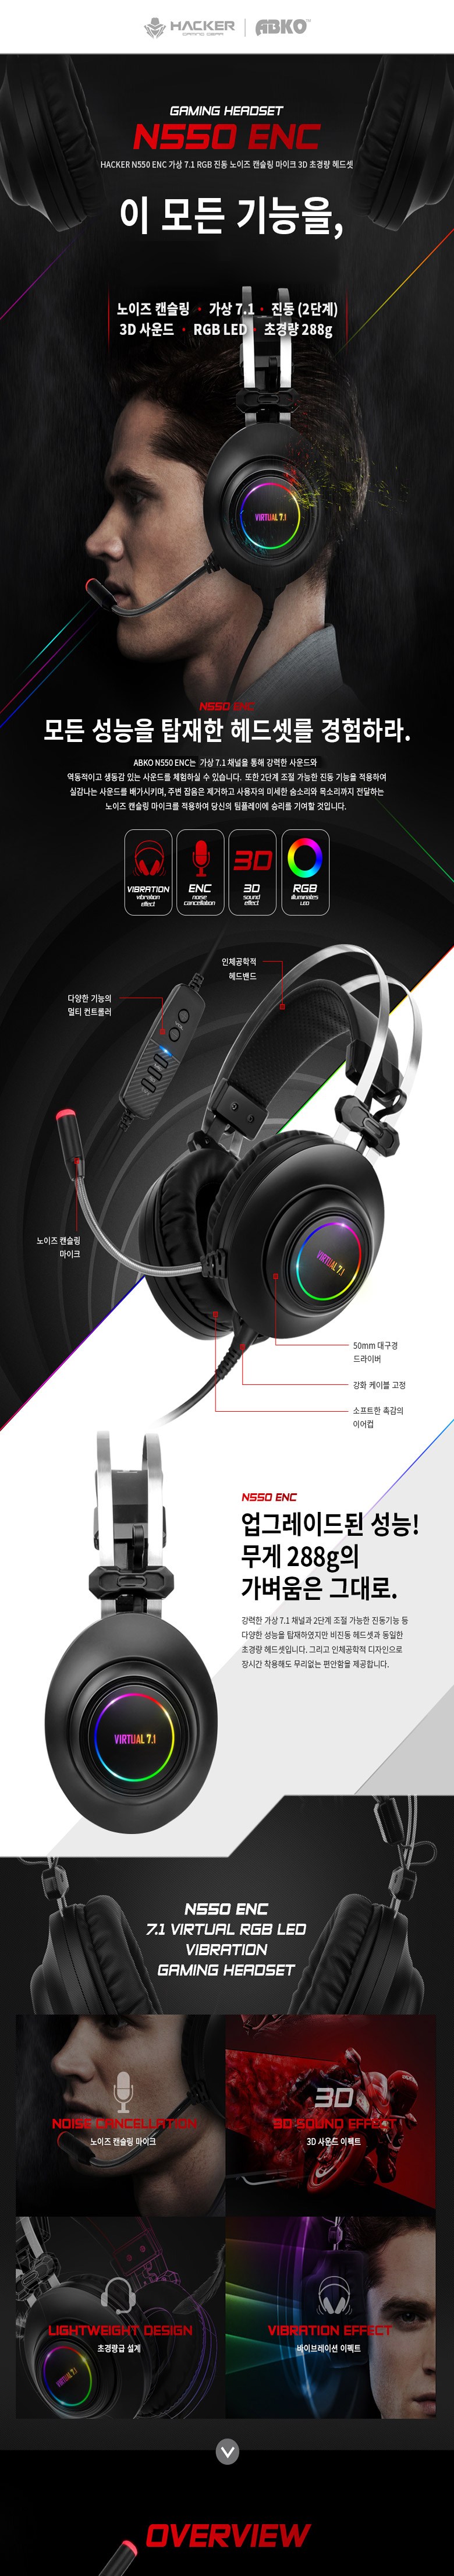 HACKER
GAMING GEAR
ABKO
GAMING HEADSET
N550 ENC
HACKER N550 ENC 가상 7.1 RGB 진동 노이즈 캔슬링 마이크 3D 초경량 헤드셋
이 모든 기능을,
노이즈 캔슬링 • 가상 7.1 • 진동 (2단계)
3D 사운드 • RGB LED • 초경량 288g
VIRTUAL 7.1
N550 ENC
모든 성능을 탑재한 헤드셋를 경험하라.
ABKO N550 ENC는 가상 7.1 채널을 통해 강력한 사운드와
역동적이고 생동감 있는 사운드를 체험하실 수 있습니다. 또한 2단계 조절 가능한 진동 기능을 적용하여
실감나는 사운드를 배가시키며, 주변 잡음은 제거하고 사용자의 미세한 숨소리와 목소리까지 전달하는
노이즈 캔슬링 마이크를 적용하여 당신의 팀플레이에 승리를 기여할 것입니다.
VIBRATION
vibration
effect
ENC
noise
cancellation
3D
3D
sound
effect
RGB
illuminates
LED
인체공학적
헤드밴드
다양한 기능의
멀티 컨트롤러
노이즈 캔슬링
마이크
VIRTUAL 7.1
50mm 대구경
드라이버
강화 케이블 고정
소프트한 촉감의
이어컵
N550 ENC
업그레이드된 성능!
무게 288g의
가벼움은 그대로.
강력한 가상 7.1 채널과 2단계 조절 가능한 진동기능 등
다양한 성능을 탑재하였지만 비진동 헤드셋과 동일한
초경량 헤드셋입니다. 그리고 인체공학적 디자인으로
장시간 착용해도 무리없는 편안함을 제공합니다.
VIRTUAL 7.1
N550 ENC
7.1 VIRTUAL RGB LED
VIBRATION
GAMING HEADSET
NOISE CANCELLATION
노이즈 캔슬링 마이크
3D
3D SOUND EFFECT
3D 사운드 이펙트
LIGHTWEIGHT DESIGN
초경량급 설계
VIRTUAL 7.1
VIBRATION EFFECT
바이브레이션 이펙트
OVERVIEW